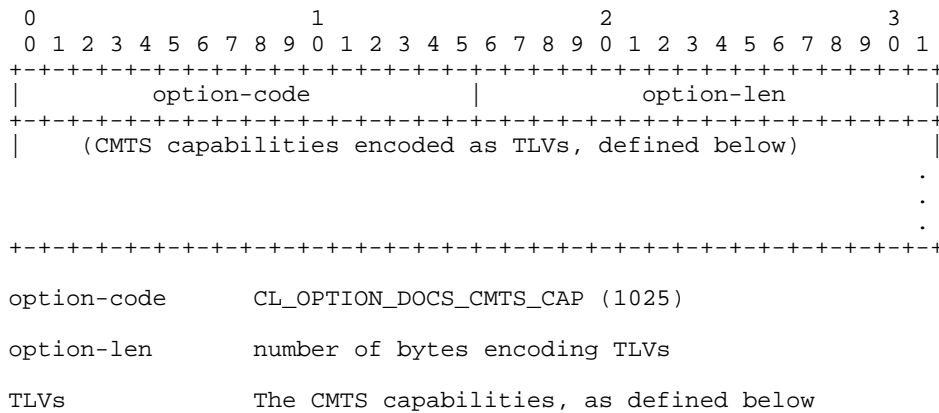 0                   1                   2                   3
 0 1 2 3 4 5 6 7 8 9 0 1 2 3 4 5 6 7 8 9 0 1 2 3 4 5 6 7 8 9 0 1
+-+-+-+-+-+-+-+-+-+-+-+-+-+-+-+-+-+-+-+-+-+-+-+-+-+-+-+-+-+-+-+-+
|         option-code           |           option-len          |
+-+-+-+-+-+-+-+-+-+-+-+-+-+-+-+-+-+-+-+-+-+-+-+-+-+-+-+-+-+-+-+-+
|    (CMTS capabilities encoded as TLVs, defined below)         |
                                                               .
                                                               .
                                                               .
+-+-+-+-+-+-+-+-+-+-+-+-+-+-+-+-+-+-+-+-+-+-+-+-+-+-+-+-+-+-+-+-+
option-code      CL_OPTION_DOCS_CMTS_CAP (1025)
option-len       number of bytes encoding TLVs
TLVs             The CMTS capabilities, as defined below